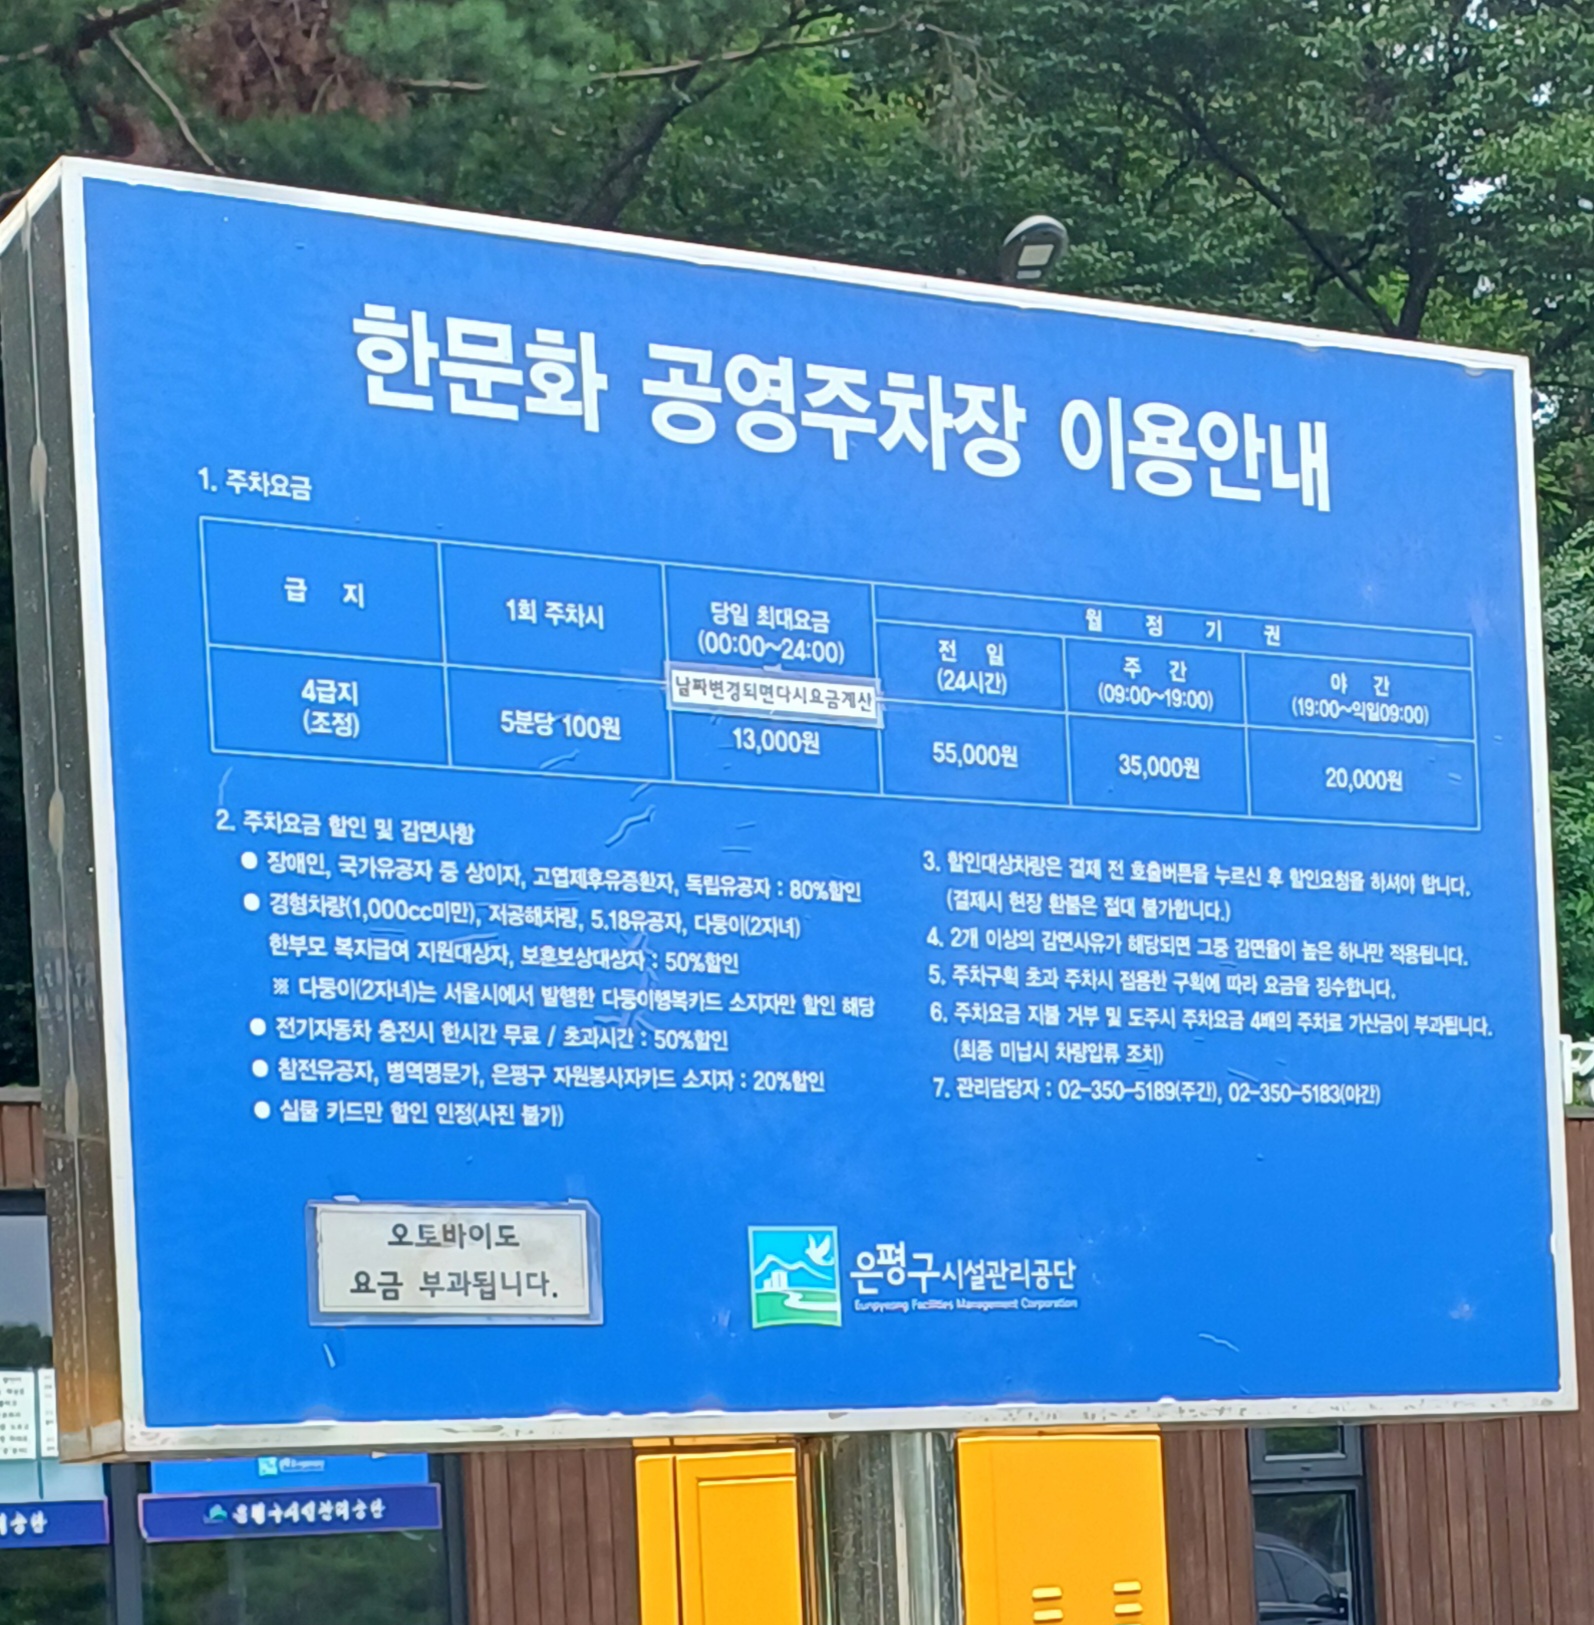 한문화 공영주차장 이용안내
1. 주차요금
급 지
1회 주차시
당일 최대요금
(00:00~24:00)
날짜변경되면다시요금계산
월 정 기 권
전 일
(24시간)
주 간
(09:00~19:00)
야 간
(19:00~익일09:00)
4급지
(조정)
5분당 100원
13,000원
55,000원
35,000원
20,000원
2. 주차요금 할인 및 감면사항
● 장애인, 국가유공자 중 상이자, 고엽제후유증환자, 독립유공자 : 80%할인
● 경형차량(1,000cc미만), 저공해차량, 5.18유공자, 다둥이(2자녀)
한부모 복지급여 지원대상자, 보훈보상대상자 : 50%할인
※ 다둥이(2자녀)는 서울시에서 발행한 다둥이행복카드 소지자만 할인 해당
● 전기자동차 충전시 한시간 무료 / 초과시간 : 50%할인
● 참전유공자, 병역명문가, 은평구 자원봉사자카드 소지자 : 20%할인
● 실물 카드만 할인 인정(사진 불가)
3. 할인대상차량은 결제 전 호출버튼을 누르신 후 할인요청을 하셔야 합니다.
(결제시 현장 환불은 절대 불가합니다.)
4. 2개 이상의 감면사유가 해당되면 그중 감면율이 높은 하나만 적용됩니다.
5. 주차구획 초과 주차시 점용한 구획에 따라 요금을 징수합니다.
6. 주차요금 지불 거부 및 도주시 주차요금 4배의 주차료 가산금이 부과됩니다.
(최종 미납시 차량압류 조치)
7. 관리담당자 : 02-350-5189(주간), 02-350-5183(야간)
오토바이도
요금 부과됩니다.
은평구시설관리공단
Eunpyeong Facilities Management Corporation
은평구시설관리공단